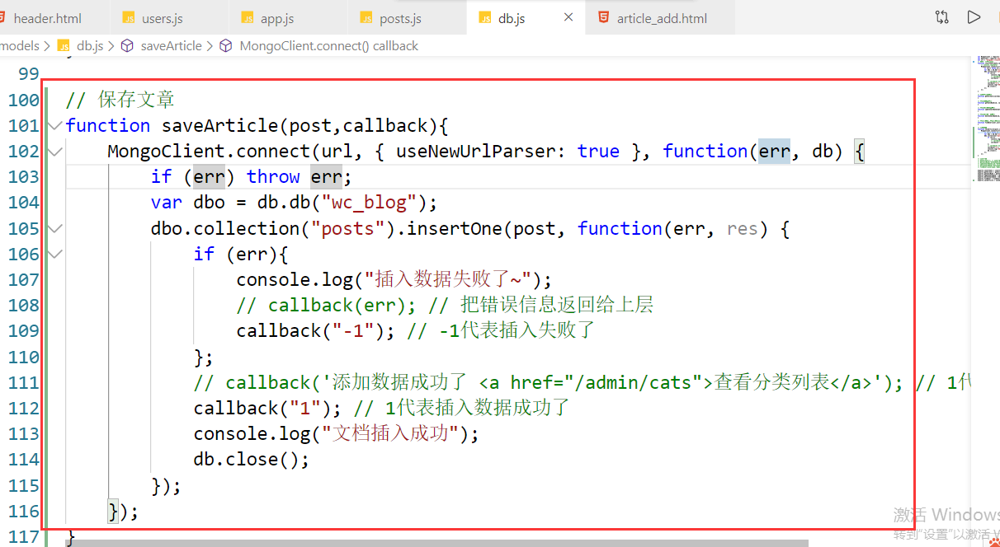 header.html users.js app.js posts.js db.js article_add.html
models > db.js > saveArticle > MongoClient.connect() callback
99
100 // 保存文章
101 function saveArticle(post,callback){
102 MongoClient.connect(url, { useNewUrlParser: true }, function(err, db) {
103 if (err) throw err;
104 var dbo = db.db("wc_blog");
105 dbo.collection("posts").insertOne(post, function(err, res) {
106 if (err){
107 console.log("插入数据失败了~");
108 // callback(err); // 把错误信息返回给上层
109 callback("-1"); // -1代表插入失败了
110 };
111 // callback('添加数据成功了 <a href="/admin/cats">查看分类列表</a>'); // 1代
112 callback("1"); // 1代表插入数据成功了
113 console.log("文档插入成功");
114 db.close();
115 });
116 });
117 }
激活 Windows
转到"设置"以激活